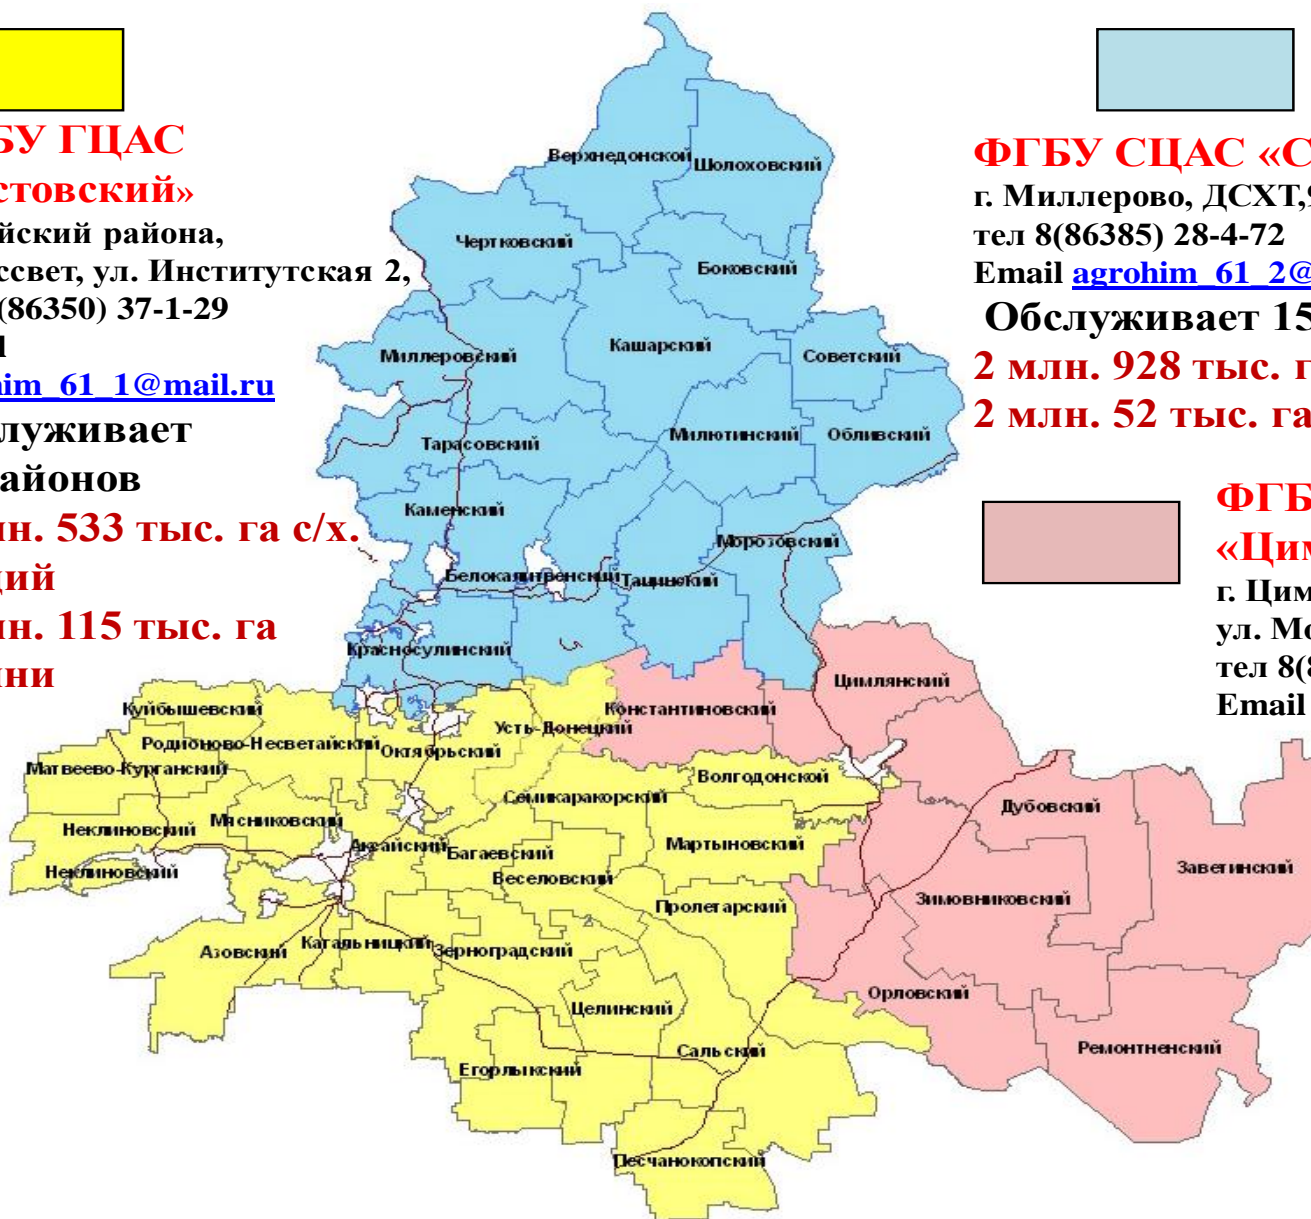 БУ ГЦАС
стовский»
йский района,
ссвет, ул. Институтская 2,
(86350) 37-1-29
him_61_1@mail.ru
луживает
айонов
лн. 533 тыс. га с/х.
ций
лн. 115 тыс. га
ФГБУ СЦАС «С
г. Миллерово, ДСХТ,9
тел 8(86385) 28-4-72
Email agrohim_61_2@
Обслуживает 15
2 млн. 928 тыс. г
2 млн. 52 тыс. га
ФГБ
«Цим
г. Цим
ул. Мо
тел 8(8
Email
Верхнедонской
Шолоховский
Чертковский
Боковский
Миллеровский
Кашарский
Советский
Тарасовский
Милютинский
Обливский
Каменский
Морозовский
Белокалитвенский
Тацинский
Красносулинский
Цимлянский
Куйбышевский
Константиновский
Усть-Донецкий
Родионово-Несветайский
Октябрьский
Матвеево-Курганский
Волгодонской
Семикаракорский
Дубовский
Неклиновский
Мясниковский
Аксайский
Багаевский
Мартыновский
Неклиновский
Веселовский
Заветинский
Пролетарский
Зимовниковский
Азовский
Кагальницкий
Зерноградский
Орловский
Целинский
Сальский
Ремонтненский
Егорлыкский
Песчанокопский